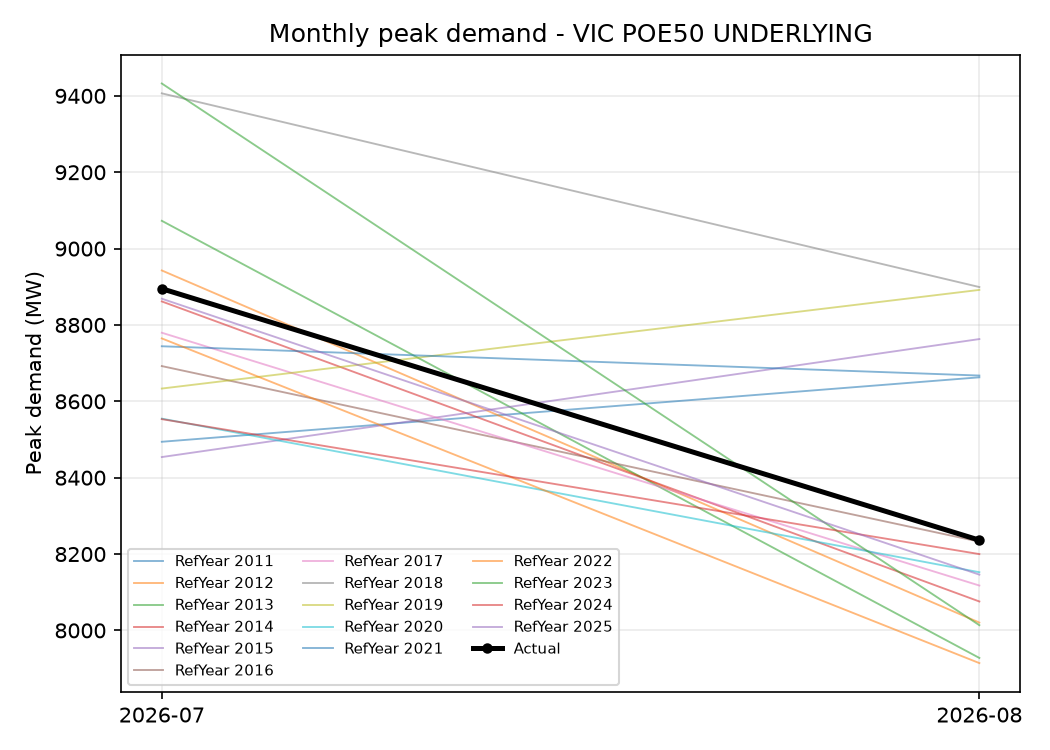 Monthly peak demand - VIC POE50 UNDERLYING
Peak demand (MW)
9400
9200
9000
8800
8600
8400
8200
8000
RefYear 2011
RefYear 2012
RefYear 2013
RefYear 2014
RefYear 2015
RefYear 2016
RefYear 2017
RefYear 2018
RefYear 2019
RefYear 2020
RefYear 2021
RefYear 2022
RefYear 2023
RefYear 2024
RefYear 2025
Actual
2026-07
2026-08